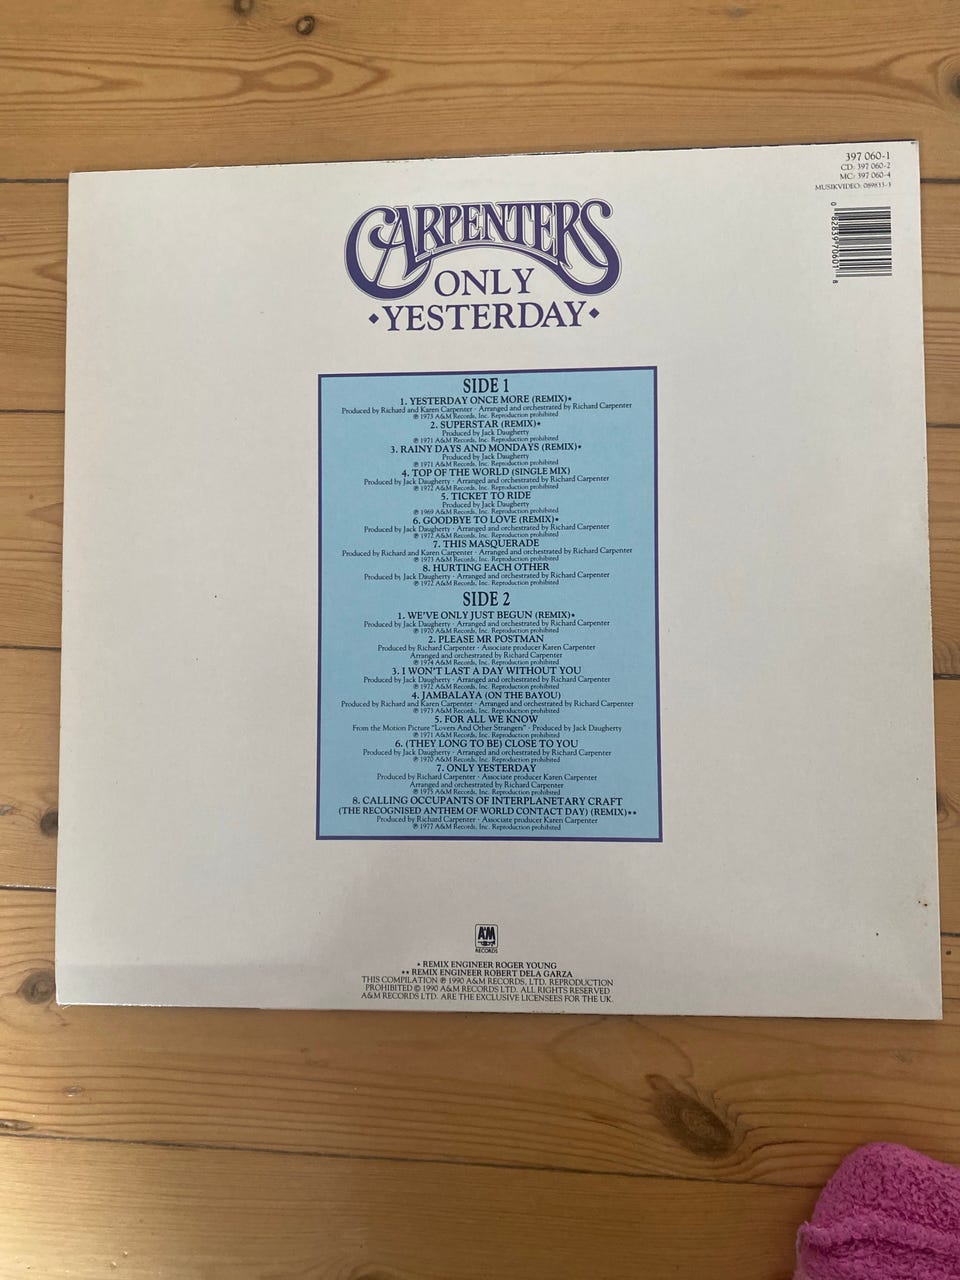 397 060-1
CD: 397 060-2
MC: 397 060-4
MUSIKVIDEO: 089833-3
0 82839 70601 8
CARPENTERS
ONLY
◆YESTERDAY◆
SIDE 1
1. YESTERDAY ONCE MORE (REMIX)★
Produced by Richard and Karen Carpenter · Arranged and orchestrated by Richard Carpenter
℗ 1973 A&M Records, Inc. Reproduction prohibited
2. SUPERSTAR (REMIX)★
Produced by Jack Daugherty
℗ 1971 A&M Records, Inc. Reproduction prohibited
3. RAINY DAYS AND MONDAYS (REMIX)★
Produced by Jack Daugherty
℗ 1971 A&M Records, Inc. Reproduction prohibited
4. TOP OF THE WORLD (SINGLE MIX)
Produced by Jack Daugherty · Arranged and orchestrated by Richard Carpenter
℗ 1972 A&M Records, Inc. Reproduction prohibited
5. TICKET TO RIDE
Produced by Jack Daugherty
℗ 1969 A&M Records, Inc. Reproduction prohibited
6. GOODBYE TO LOVE (REMIX)★
Produced by Jack Daugherty · Arranged and orchestrated by Richard Carpenter
℗ 1972 A&M Records, Inc. Reproduction prohibited
7. THIS MASQUERADE
Produced by Richard and Karen Carpenter · Arranged and orchestrated by Richard Carpenter
℗ 1973 A&M Records, Inc. Reproduction prohibited
8. HURTING EACH OTHER
Produced by Jack Daugherty · Arranged and orchestrated by Richard Carpenter
℗ 1972 A&M Records, Inc. Reproduction prohibited
SIDE 2
1. WE'VE ONLY JUST BEGUN (REMIX)★
Produced by Jack Daugherty · Arranged and orchestrated by Richard Carpenter
℗ 1970 A&M Records, Inc. Reproduction prohibited
2. PLEASE MR POSTMAN
Produced by Richard Carpenter · Associate producer Karen Carpenter
Arranged and orchestrated by Richard Carpenter
℗ 1974 A&M Records, Inc. Reproduction prohibited
3. I WON'T LAST A DAY WITHOUT YOU
Produced by Jack Daugherty · Arranged and orchestrated by Richard Carpenter
℗ 1972 A&M Records, Inc. Reproduction prohibited
4. JAMBALAYA (ON THE BAYOU)
Produced by Richard and Karen Carpenter · Arranged and orchestrated by Richard Carpenter
℗ 1973 A&M Records, Inc. Reproduction prohibited
5. FOR ALL WE KNOW
From the Motion Picture "Lovers And Other Strangers" · Produced by Jack Daugherty
℗ 1971 A&M Records, Inc. Reproduction prohibited
6. (THEY LONG TO BE) CLOSE TO YOU
Produced by Jack Daugherty · Arranged and orchestrated by Richard Carpenter
℗ 1970 A&M Records, Inc. Reproduction prohibited
7. ONLY YESTERDAY
Produced by Richard Carpenter · Associate producer Karen Carpenter
Arranged and orchestrated by Richard Carpenter
℗ 1975 A&M Records, Inc. Reproduction prohibited
8. CALLING OCCUPANTS OF INTERPLANETARY CRAFT
(THE RECOGNISED ANTHEM OF WORLD CONTACT DAY) (REMIX)★★
Produced by Richard Carpenter · Associate producer Karen Carpenter
℗ 1977 A&M Records, Inc. Reproduction prohibited
A&M
RECORDS
★ REMIX ENGINEER ROGER YOUNG
★★ REMIX ENGINEER ROBERT DELA GARZA
THIS COMPILATION ℗ 1990 A&M RECORDS, LTD. REPRODUCTION
PROHIBITED © 1990 A&M RECORDS LTD. ALL RIGHTS RESERVED
A&M RECORDS LTD. ARE THE EXCLUSIVE LICENSEES FOR THE UK.